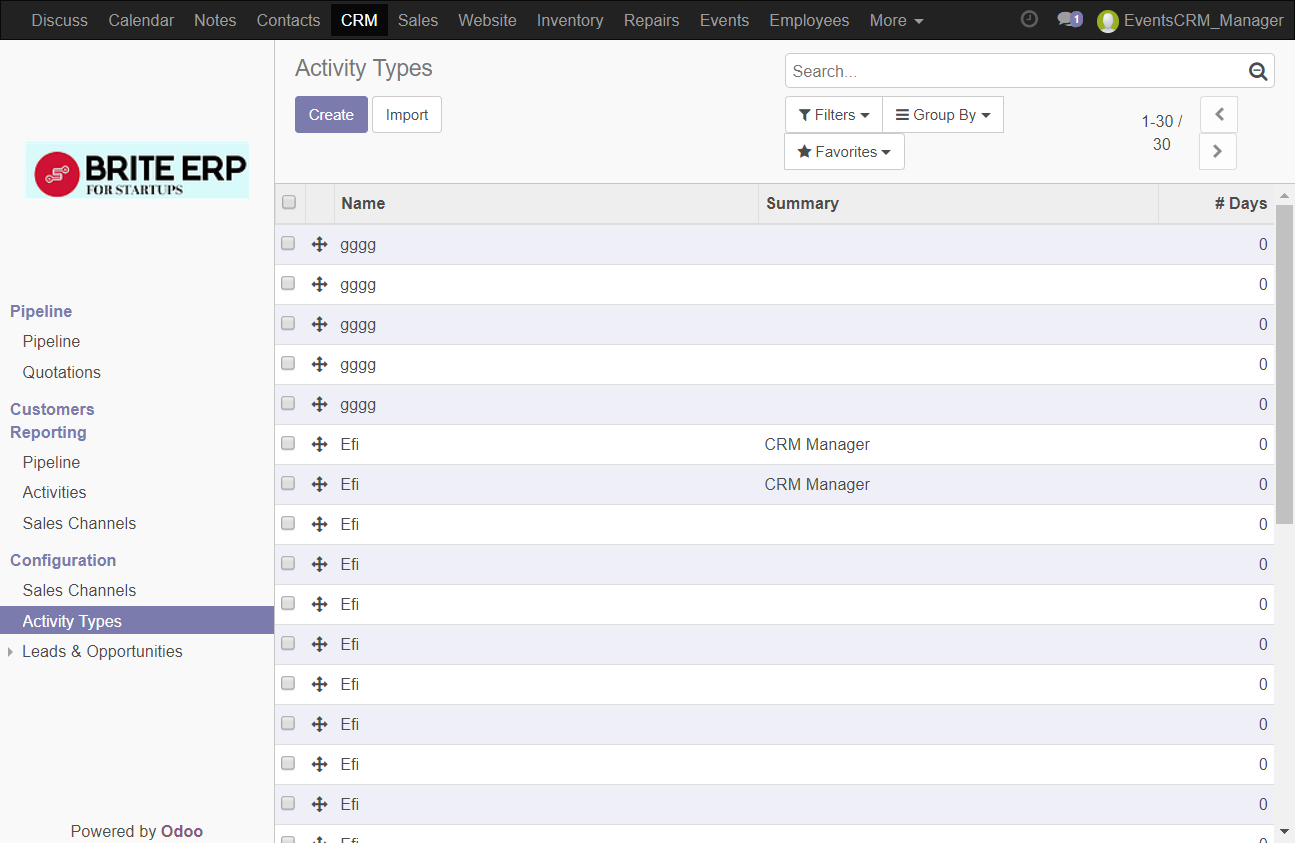 Discuss Calendar Notes Contacts CRM Sales Website Inventory Repairs Events Employees More 1 EventsCRM_Manager
BRITE ERP
FOR STARTUPS
Pipeline
Pipeline
Quotations
Customers
Reporting
Pipeline
Activities
Sales Channels
Configuration
Sales Channels
Activity Types
Leads & Opportunities
Powered by Odoo
Activity Types
Search...
Create Import
Filters Group By
Favorites
1-30 /
30
Name Summary # Days
gggg 0
gggg 0
gggg 0
gggg 0
gggg 0
Efi CRM Manager 0
Efi CRM Manager 0
Efi 0
Efi 0
Efi 0
Efi 0
Efi 0
Efi 0
Efi 0
Efi 0
Efi